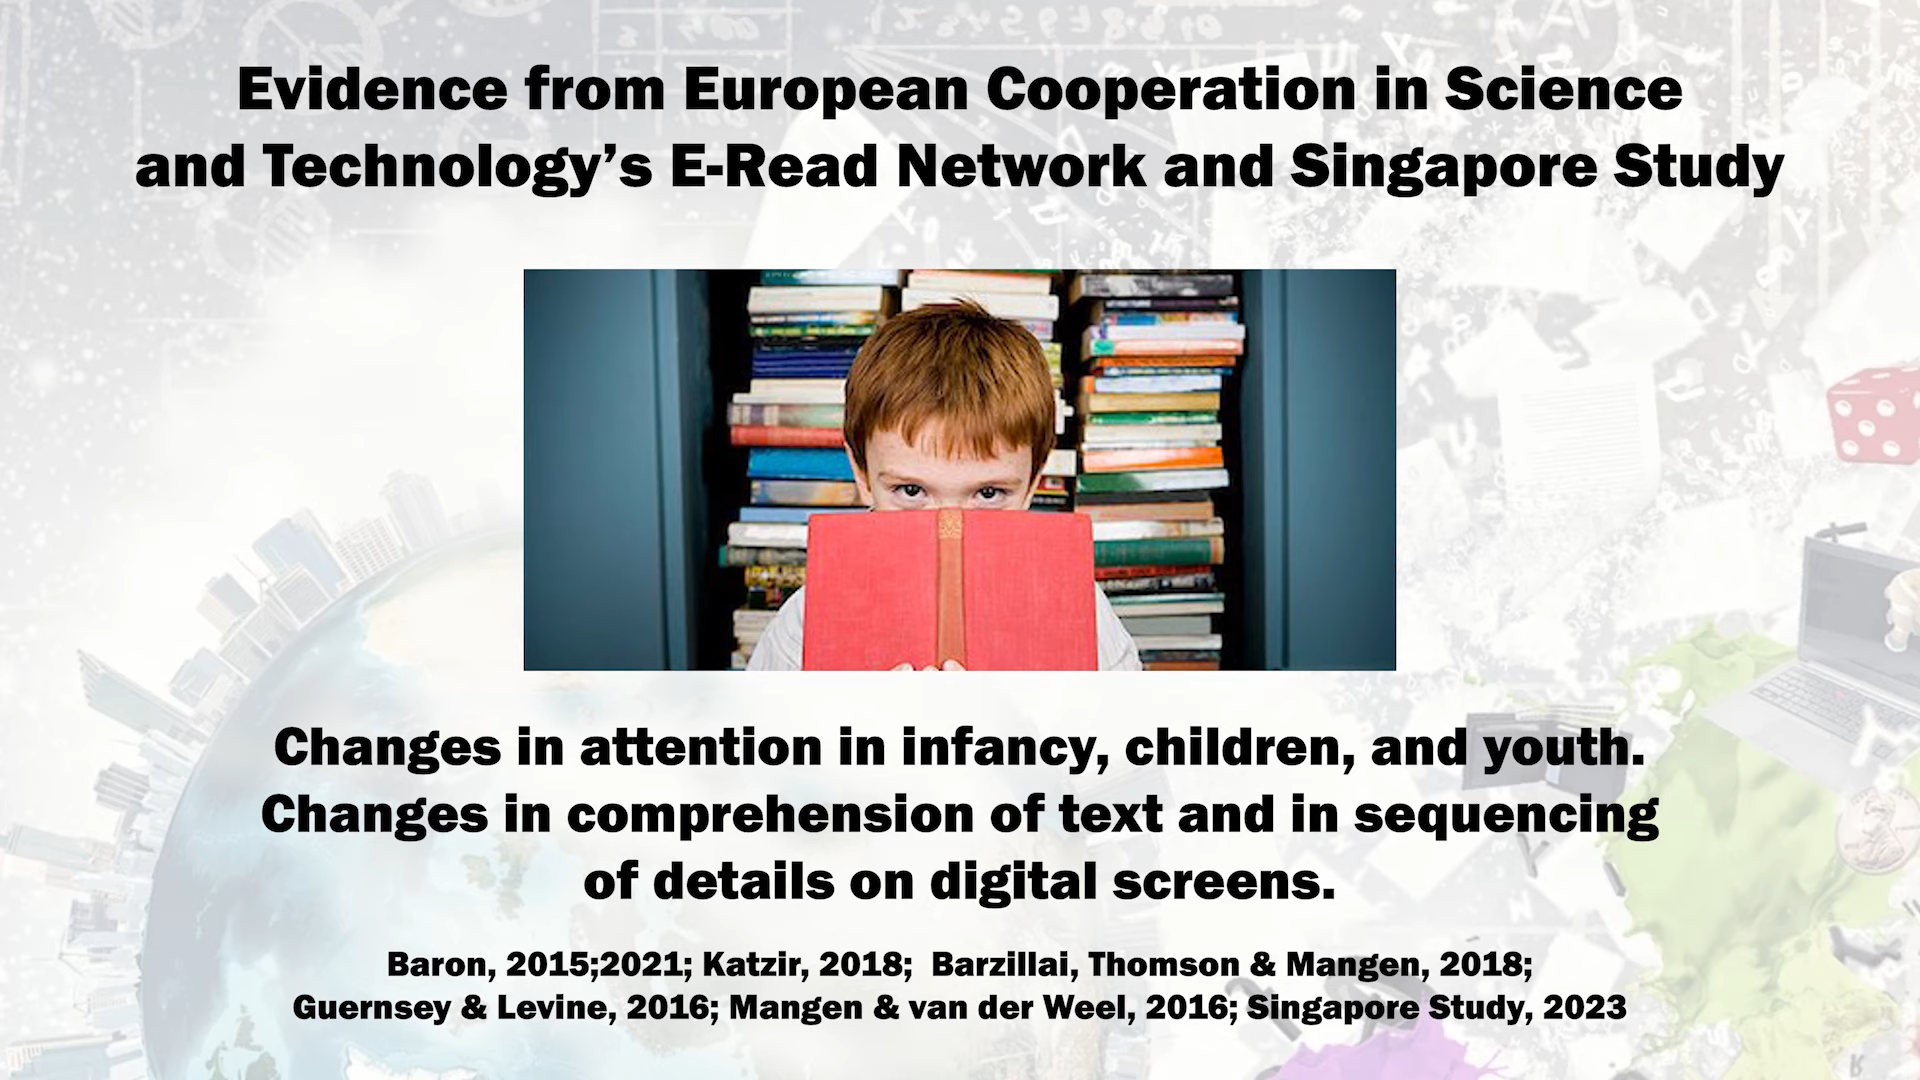 Evidence from European Cooperation in Science
and Technology’s E-Read Network and Singapore Study
Changes in attention in infancy, children, and youth.
Changes in comprehension of text and in sequencing
of details on digital screens.
Baron, 2015;2021; Katzir, 2018;  Barzillai, Thomson & Mangen, 2018;
Guernsey & Levine, 2016; Mangen & van der Weel, 2016; Singapore Study, 2023